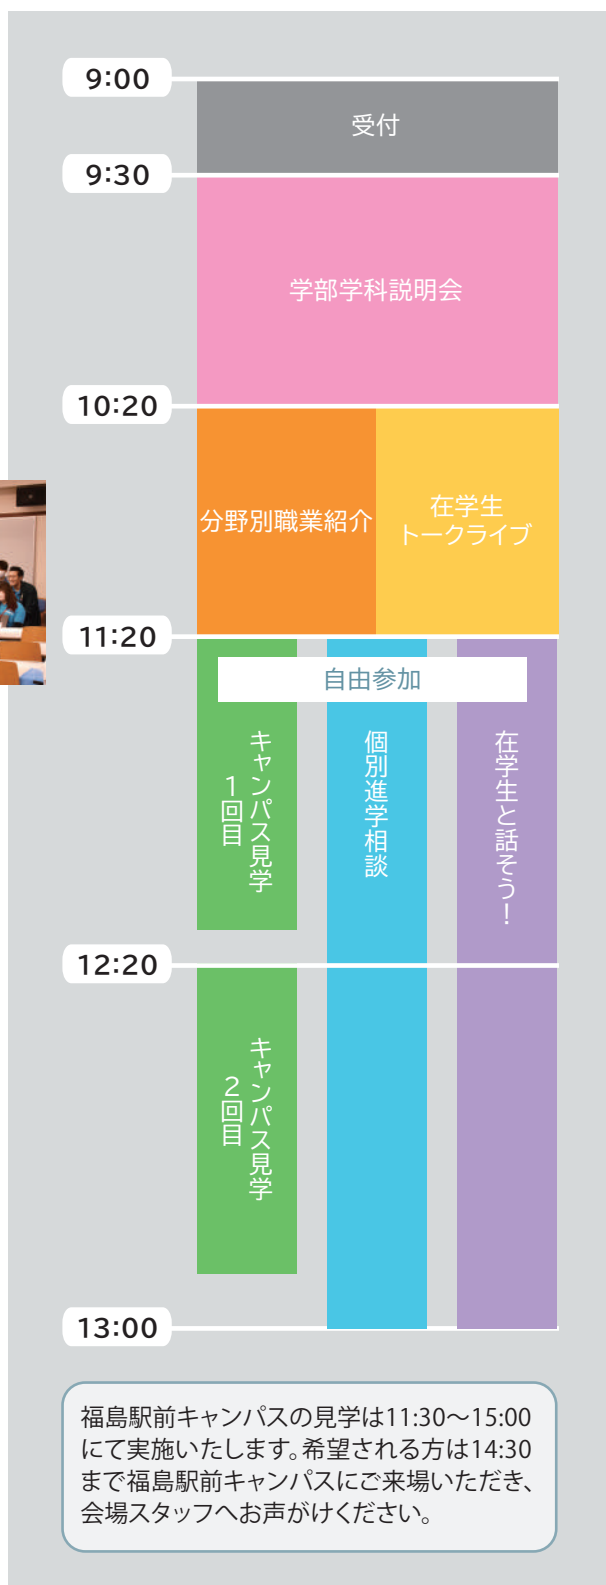 9:00
受付
9:30
学部学科説明会
10:20
分野別職業紹介
在学生
トークライブ
11:20
自由参加
キャンパス見学
1回目
個別進学相談
在学生と話そう！
12:20
キャンパス見学
2回目
13:00
福島駅前キャンパスの見学は11:30〜15:00
にて実施いたします。希望される方は14:30
まで福島駅前キャンパスにご来場いただき、
会場スタッフへお声がけください。